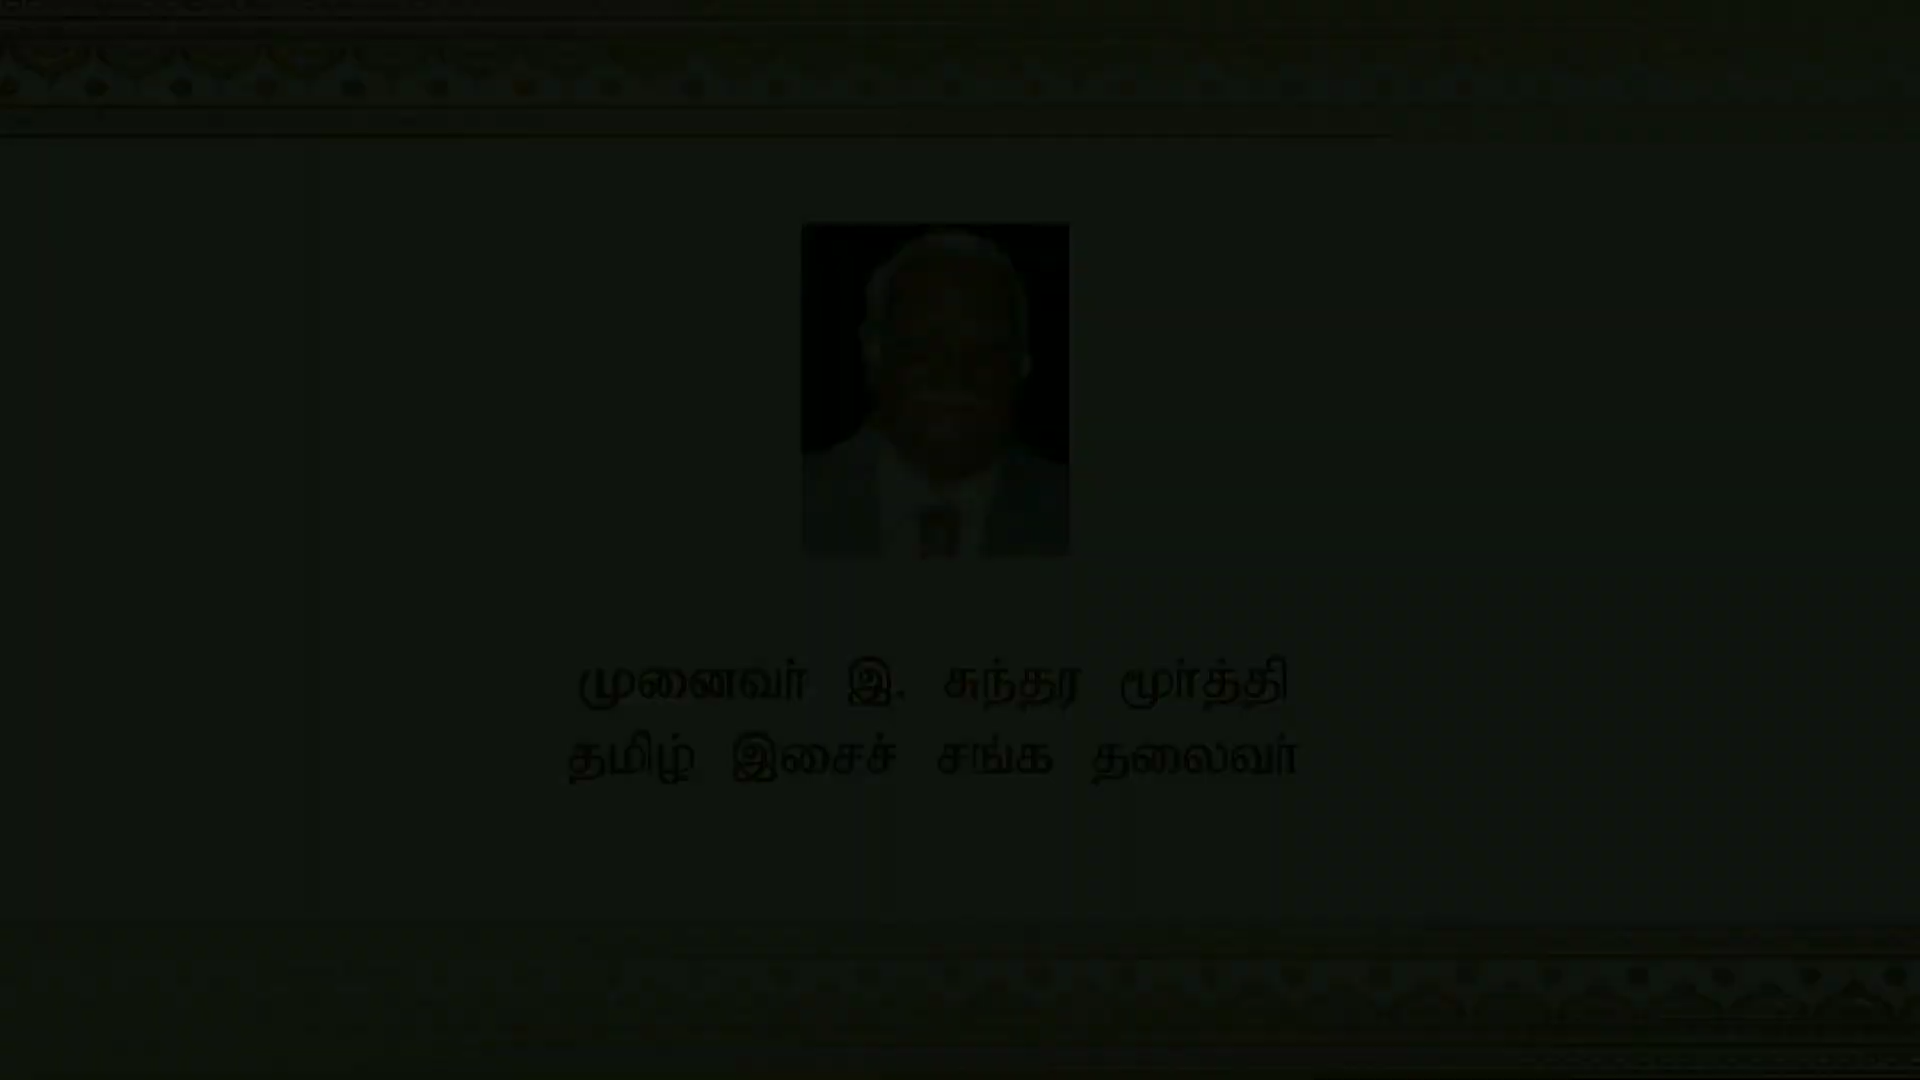 முனைவர் இ. சுந்தர மூர்த்தி
தமிழ் இசைச் சங்க தலைவர்